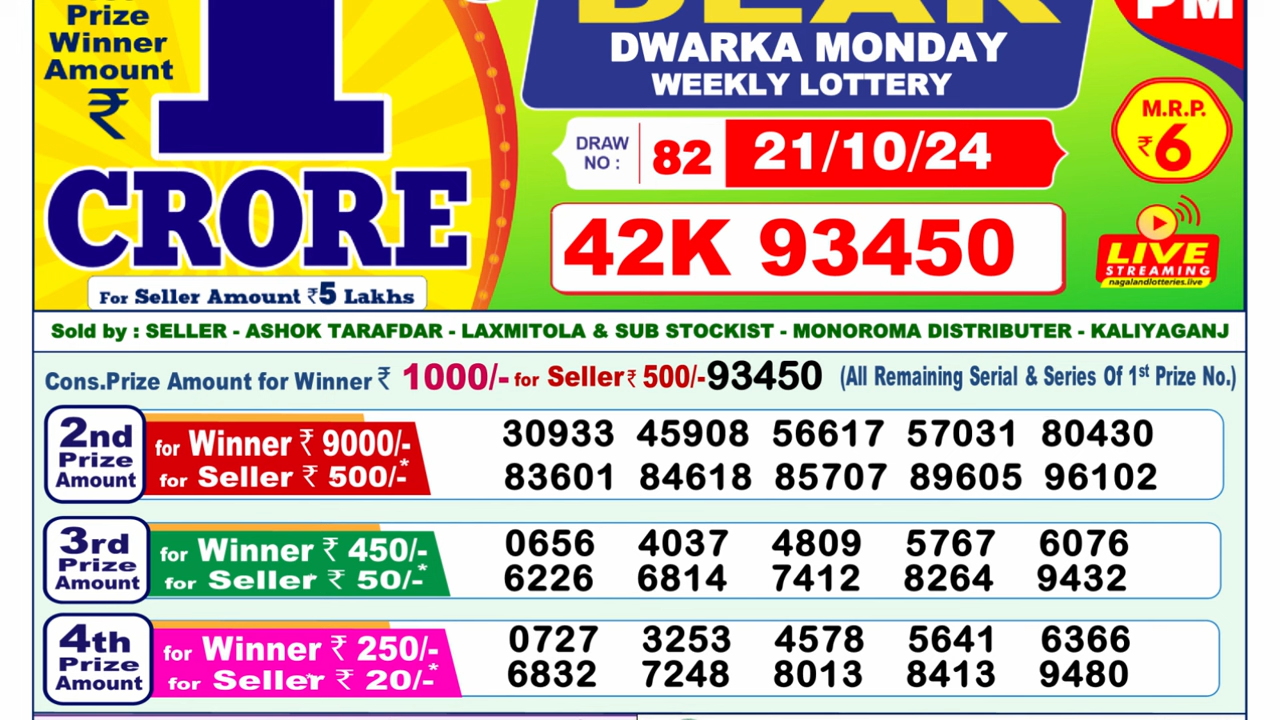 Prize
Winner
Amount
₹
1
CRORE
For Seller Amount ₹5 Lakhs
DEAR
DWARKA MONDAY
WEEKLY LOTTERY
PM
DRAW NO : 82 21/10/24
M.R.P.
₹6
42K 93450
LIVE
STREAMING
nagalandlotteries.live
Sold by : SELLER - ASHOK TARAFDAR - LAXMITOLA & SUB STOCKIST - MONOROMA DISTRIBUTER - KALIYAGANJ
Cons.Prize Amount for Winner ₹ 1000/- for Seller ₹ 500/- 93450 (All Remaining Serial & Series Of 1st Prize No.)
2nd
Prize
Amount
for Winner ₹ 9000/-
for Seller ₹ 500/-*
30933 45908 56617 57031 80430
83601 84618 85707 89605 96102
3rd
Prize
Amount
for Winner ₹ 450/-
for Seller ₹ 50/-*
0656 4037 4809 5767 6076
6226 6814 7412 8264 9432
4th
Prize
Amount
for Winner ₹ 250/-
for Seller ₹ 20/-*
0727 3253 4578 5641 6366
6832 7248 8013 8413 9480